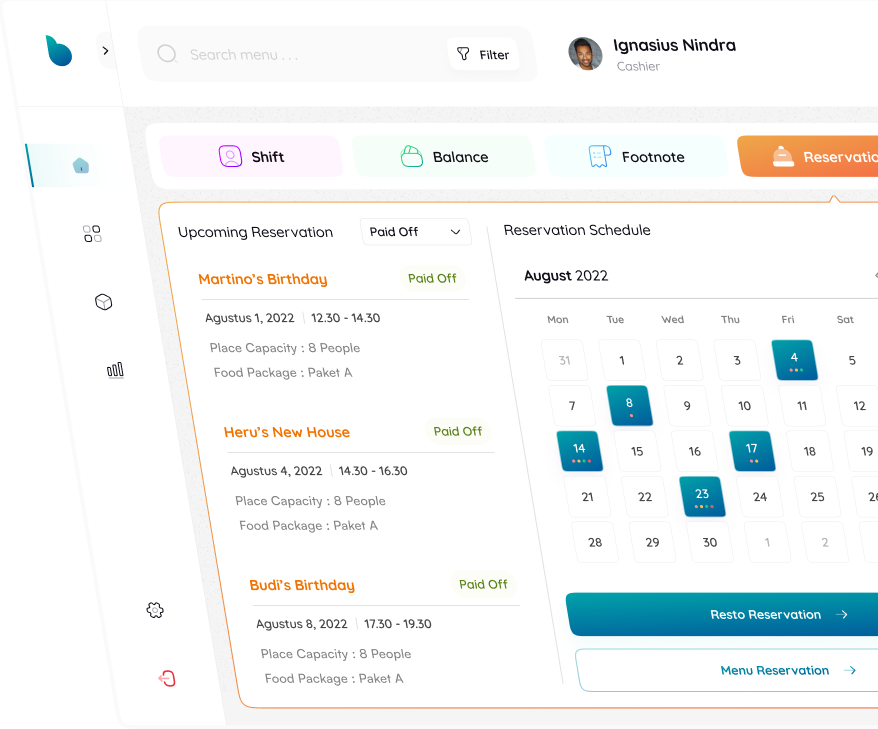 Search menu . . .
Filter
Ignasius Nindra
Cashier
Shift
Balance
Footnote
Reservatio
Upcoming Reservation
Paid Off
Martino's Birthday
Paid Off
Agustus 1, 2022 | 12.30 - 14.30
Place Capacity : 8 People
Food Package : Paket A
Heru's New House
Paid Off
Agustus 4, 2022 | 14.30 - 16.30
Place Capacity : 8 People
Food Package : Paket A
Budi's Birthday
Paid Off
Agustus 8, 2022 | 17.30 - 19.30
Place Capacity : 8 People
Food Package : Paket A
Reservation Schedule
August 2022
Mon Tue Wed Thu Fri Sat
31 1 2 3 4 5
7 8 9 10 11 12
14 15 16 17 18 19
21 22 23 24 25 26
28 29 30 1 2
Resto Reservation
Menu Reservation